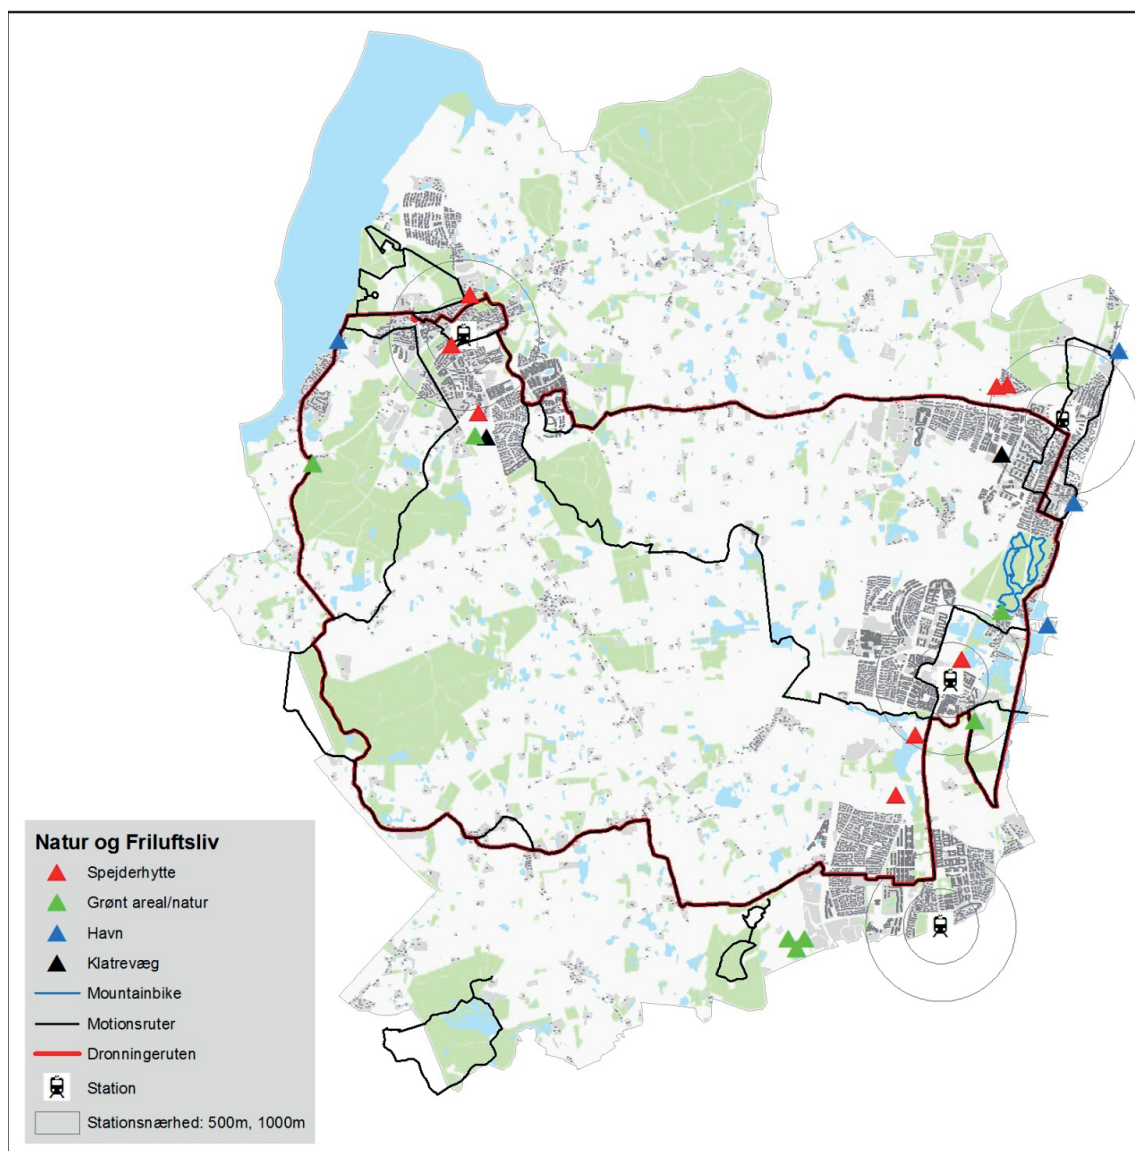 Natur og Friluftsliv
Spejderhytte
Grønt areal/natur
Havn
Klatrevæg
Mountainbike
Motionsruter
Dronningeruten
Station
Stationsnærhed: 500m, 1000m